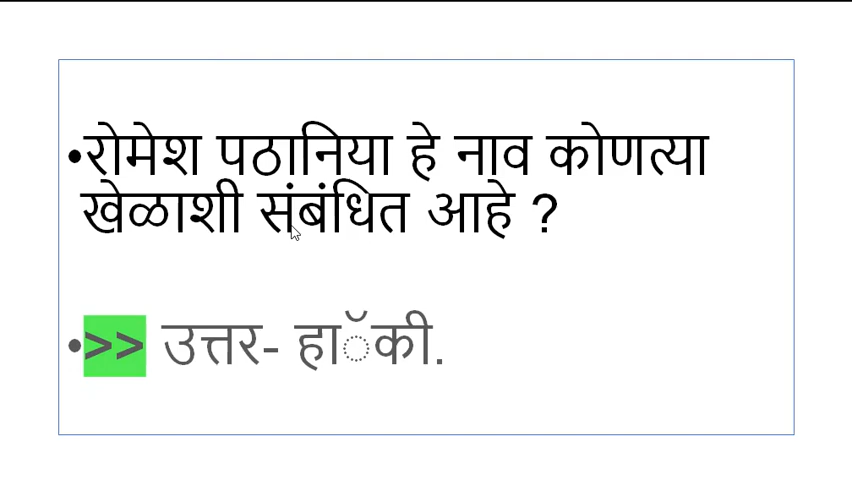 •रोमेश पठानिया हे नाव कोणत्या
खेळाशी संबंधित आहे ?
•>> उत्तर- हाॅकी.